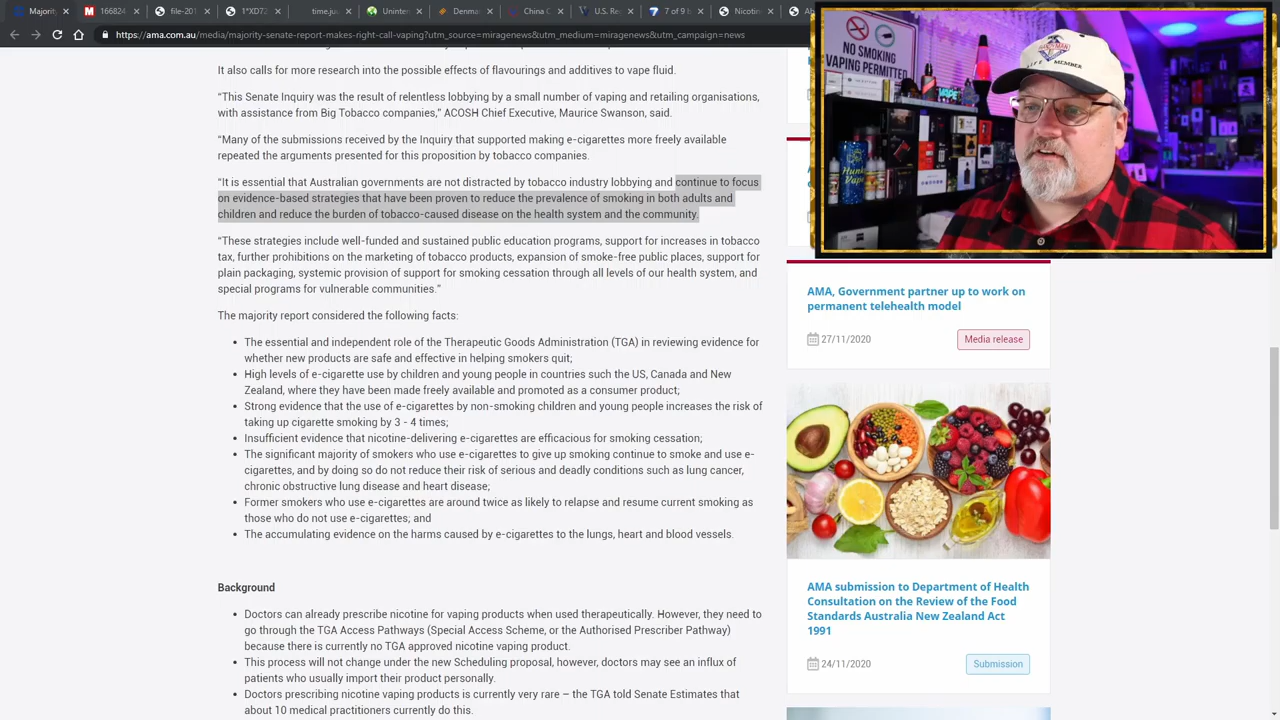 1668240
Major
Nicoti
THR2
A soc
Desig
China
C
U.S.
Re:
7
Majo
Nico
THR
A so
Des
https://ama.com.au/media/majority-senate-report-makes-right-call-vaping?utm_source=miragenews&utm_medium=miragenews&utm_campaign=news
It also calls for more research into the possible effects of flavourings and additives to vape fluid.
“This Senate Inquiry was the result of relentless lobbying by a small number of vaping and retailing organisations,
with assistance from Big Tobacco companies,” ACOSH Chief Executive, Maurice Swanson, said.
“Many of the submissions received by the Inquiry that supported making e-cigarettes more freely available
repeated the arguments presented for this proposition by tobacco companies.
“It is essential that Australian governments are not distracted by tobacco industry lobbying and continue to focus
on evidence-based strategies that have been proven to reduce the prevalence of smoking in both adults and
children and reduce the burden of tobacco-caused disease on the health system and the community.
“These strategies include well-funded and sustained public education programs, support for increases in tobacco
tax, further prohibition the marketing of tobacco products, expansion of smoke-free public places, support for
plain packaging, systemic provision of support for smoking cessation through all levels of our health system, and
special programs for vulnerable communities.”
The majority report considered the following facts:
• The crucial and independent role of the Therapeutic Goods Administration (TGA) in reviewing evidence for
whether new products are safe and effective in helping smokers quit;
• High levels of e-cigarette use by children and young people in countries such the US, Canada and New
Zealand, where they have been made freely available and promoted as a consumer product;
• Strong evidence that the use of e-cigarettes by non-smoking children and young people increases the risk of
taking up cigarette smoking by 3 - 4 times;
• Insufficient evidence that nicotine-delivering e-cigarettes are efficacious for smoking cessation;
• The significant majority of smokers who use e-cigarettes to give up smoking continue to smoke and use e-
cigarettes, and by doing so do not reduce their risk of serious and deadly conditions such as lung cancer,
chronic obstructive lung disease and heart disease;
• Former smokers who use e-cigarettes are around twice as likely to relapse and resume current smoking as
those who do not use e-cigarettes; and
• The accumulating evidence on the harms caused by e-cigarettes to the lungs, heart and blood vessels.
Background
• Doctors can already prescribe nicotine for vaping products when used therapeutically. However, they need to
go through the TGA Access Pathways (Special Access Scheme, or the Authorised Prescriber Pathway)
because there is currently no TGA approved nicotine vaping product.
• This process will not change under the new Scheduling proposal, however, doctors may see an influx of
patients who currently import their product personally.
• Doctors prescribing nicotine vaping products is currently very rare – the TGA told Senate Estimates that
about 10 medical practitioners currently do this.
NO SMOKING
VAPING PERMITTED
VAPE
Hunky
Vape
LIFE MEMBER
AMA, Government partner up to work on
permanent telehealth model
27/11/2020
Media release
AMA submission to Department of Health
Consultation on the Review of the Food
Standards Australia New Zealand Act
1991
24/11/2020
Submission